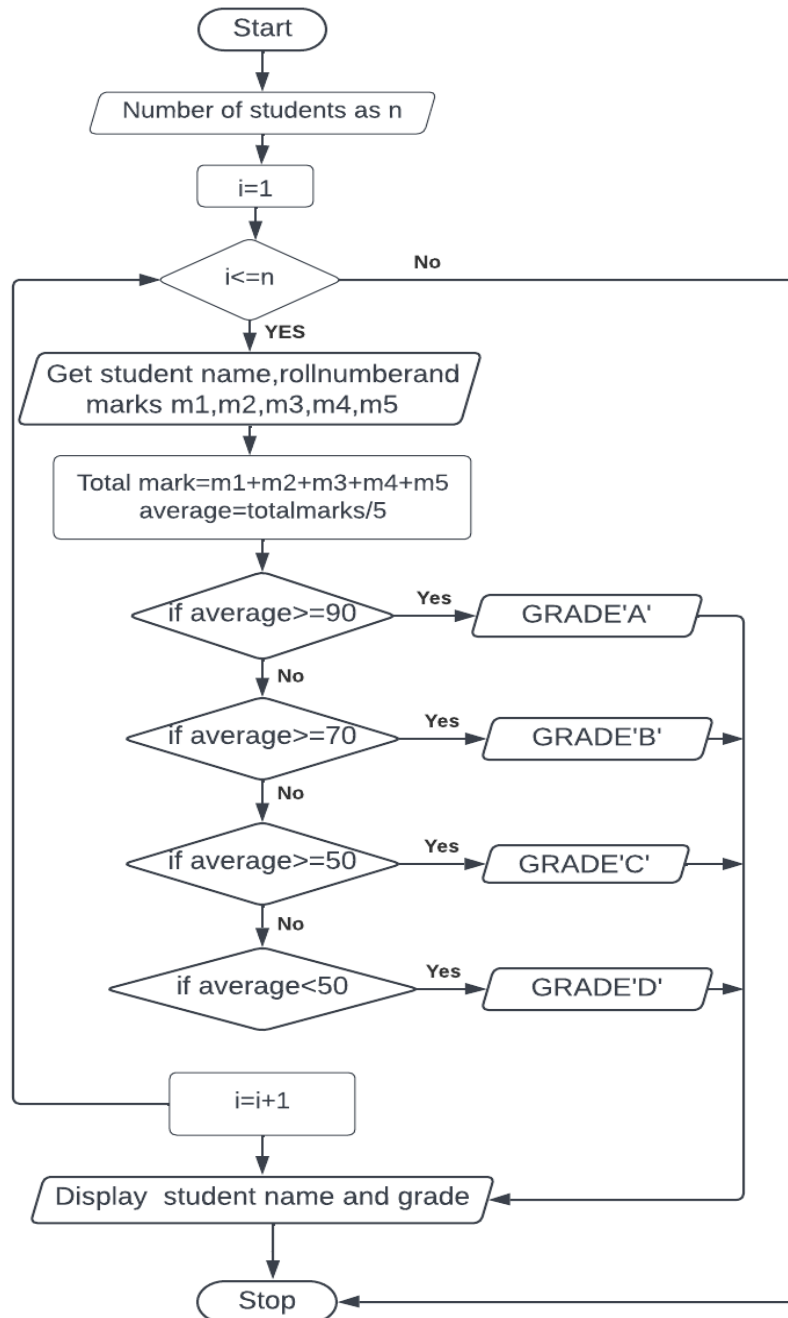 Start
Number of students as n
i=1
i<=n
No
YES
Get student name,rollnumberand
marks m1,m2,m3,m4,m5
Total mark=m1+m2+m3+m4+m5
average=totalmarks/5
if average>=90
Yes
GRADE'A'
No
if average>=70
Yes
GRADE'B'
No
if average>=50
Yes
GRADE'C'
No
if average<50
Yes
GRADE'D'
i=i+1
Display student name and grade
Stop